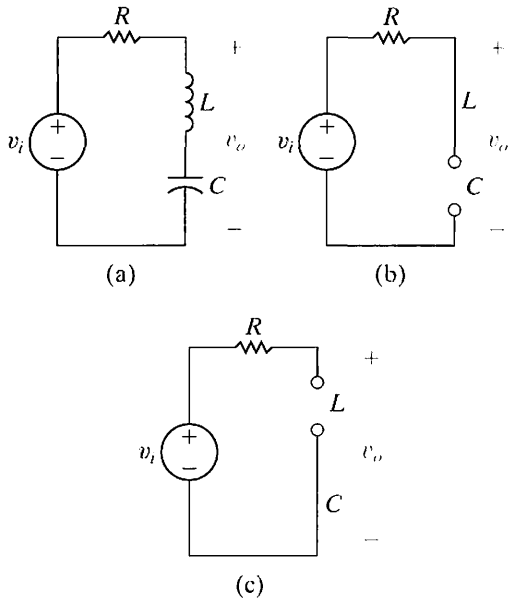 R R
+ +
L L
+ +
v_i v_o v_i v_o
− −
C C
− −
(a) (b)
R
+
L
+
v_i v_o
−
C
−
(c)